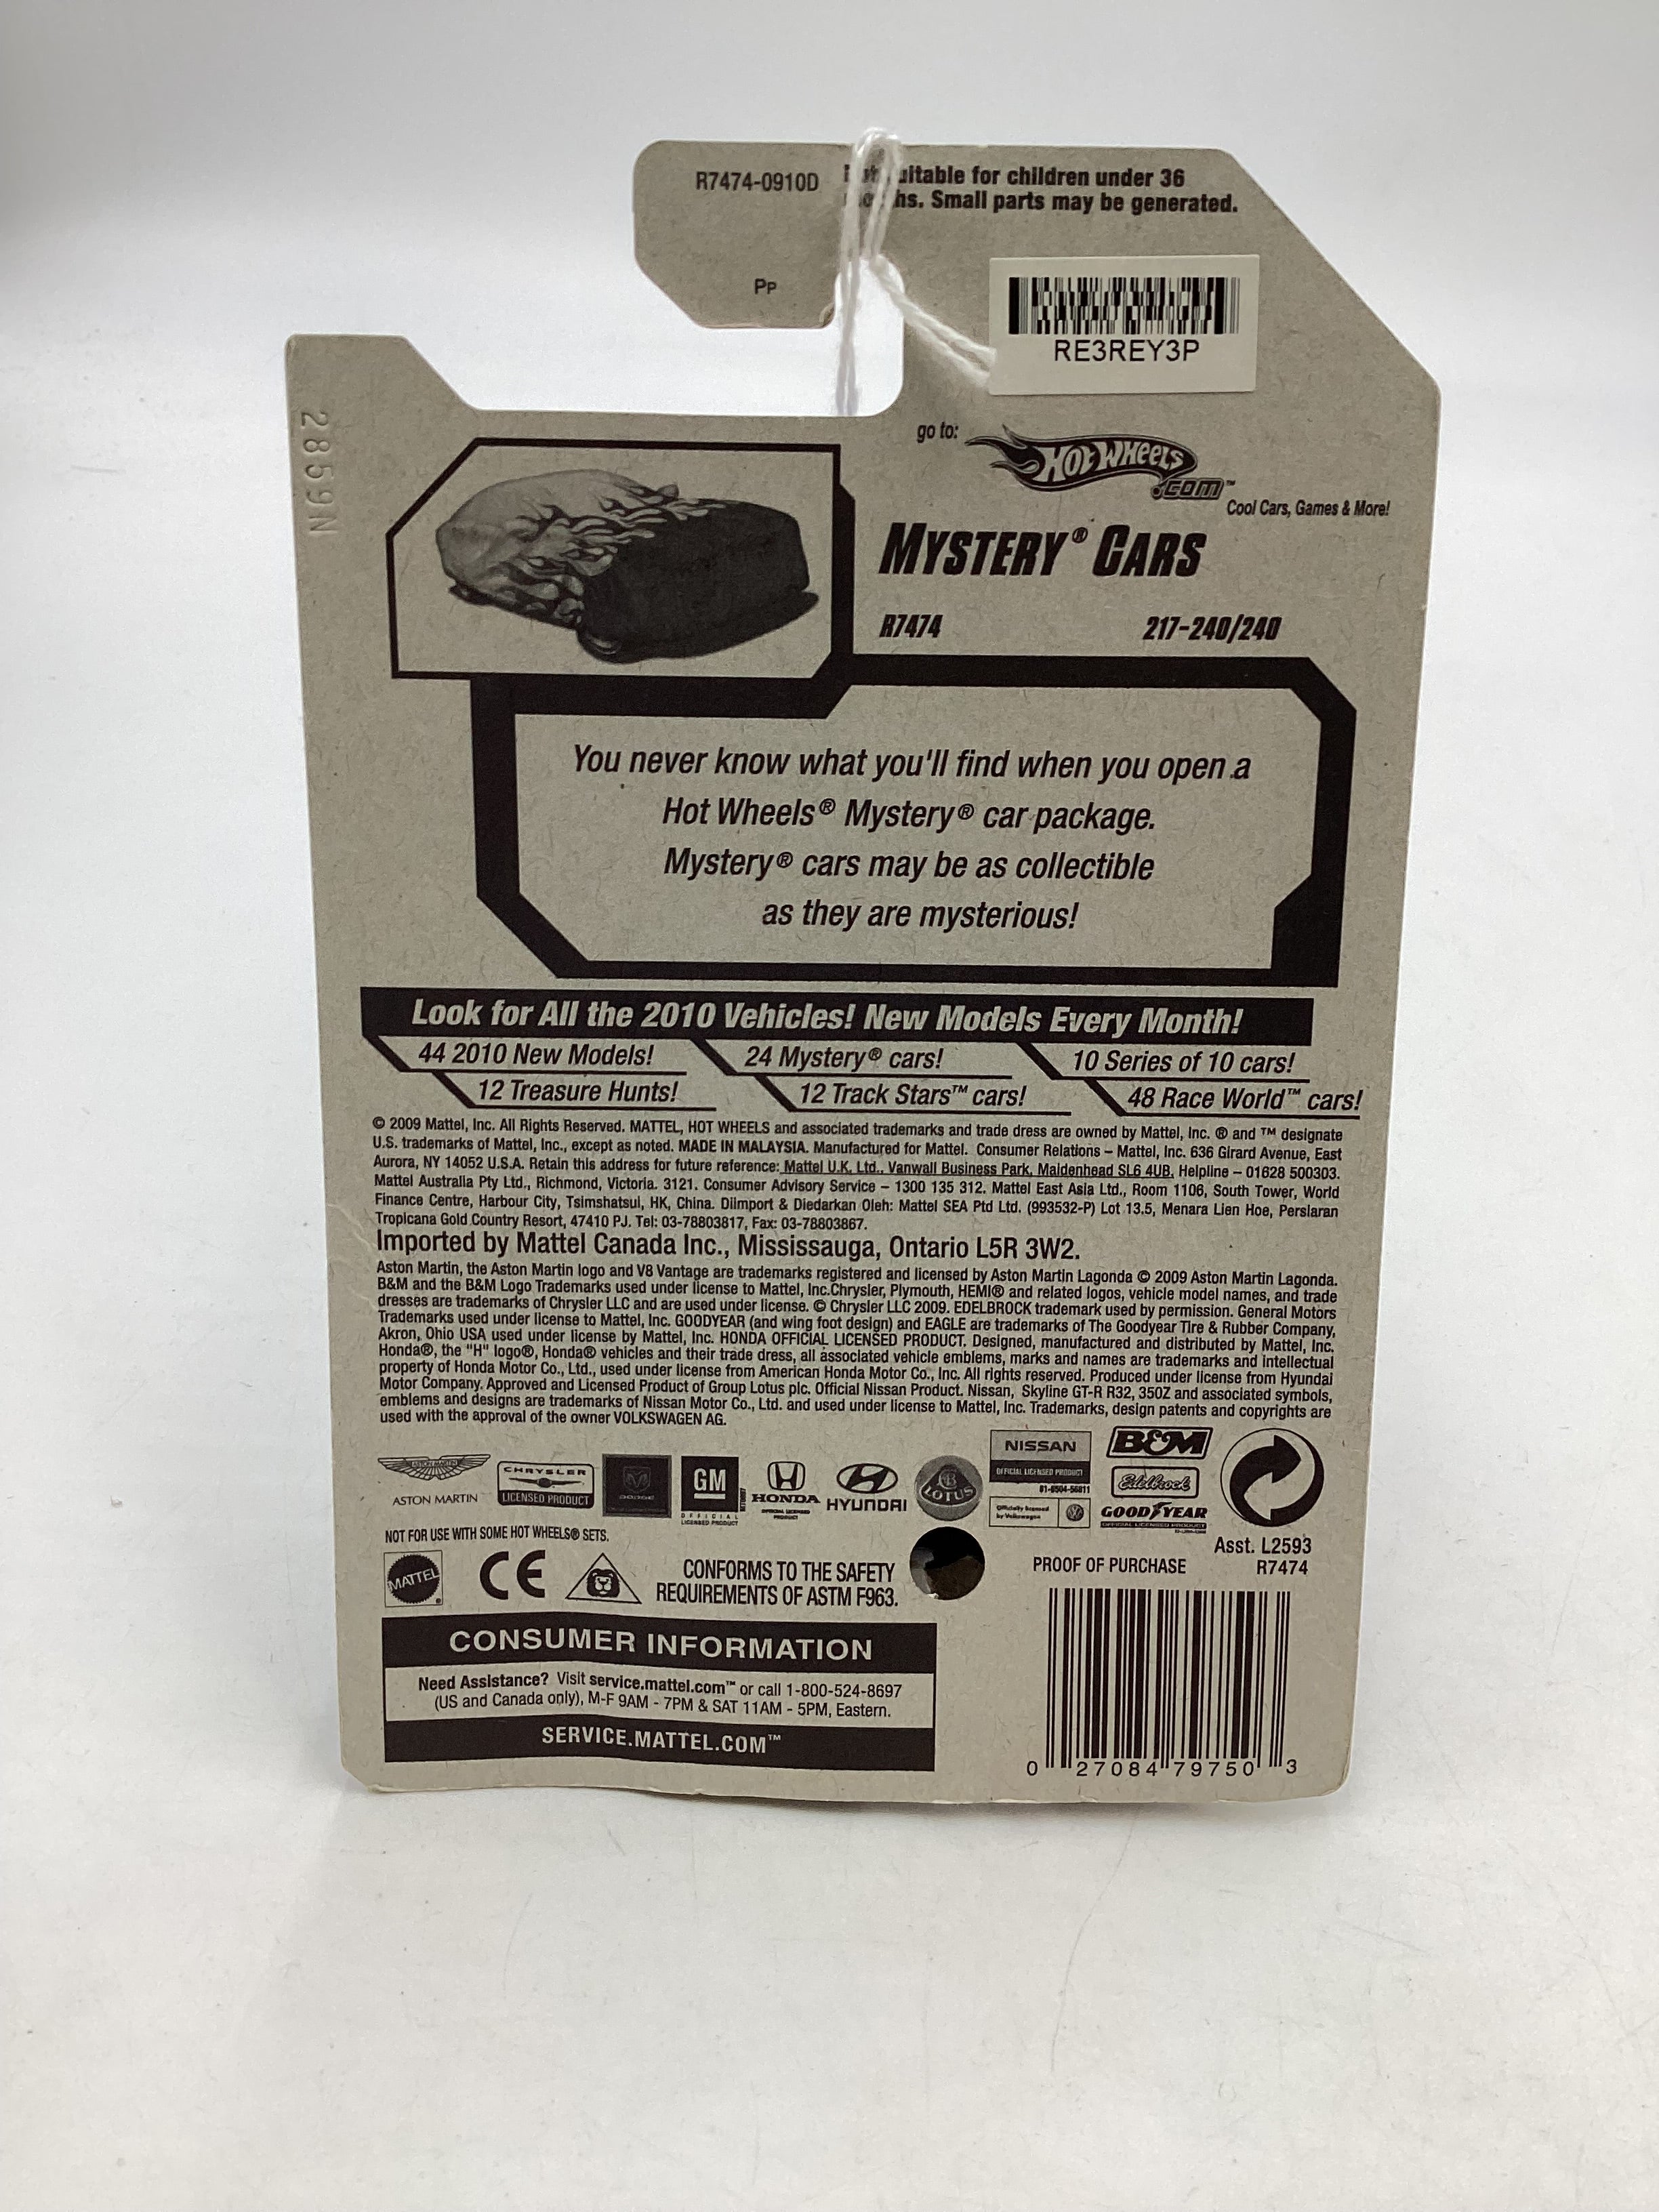 R7474-0910D
uitable for children under 36
hs. Small parts may be generated.
Pp
RE3REY3P
2859N
go to:
HOT WHEELS
.COM™
Cool Cars, Games & More!
MYSTERY® CARS
R7474 217-240/240
You never know what you'll find when you open a
Hot Wheels® Mystery® car package.
Mystery® cars may be as collectible
as they are mysterious!
Look for All the 2010 Vehicles! New Models Every Month!
44 2010 New Models! 24 Mystery® cars! 10 Series of 10 cars!
12 Treasure Hunts! 12 Track Stars™ cars! 48 Race World™ cars!
© 2009 Mattel, Inc. All Rights Reserved. MATTEL, HOT WHEELS and associated trademarks and trade dress are owned by Mattel, Inc. ® and ™ designate
U.S. trademarks of Mattel, Inc., except as noted. MADE IN MALAYSIA. Manufactured for Mattel. Consumer Relations – Mattel, Inc. 636 Girard Avenue, East
Aurora, NY 14052 U.S.A. Retain this address for future reference: Mattel U.K. Ltd., Vanwall Business Park, Maidenhead SL6 4UB. Helpline – 01628 500303.
Mattel Australia Pty Ltd., Richmond, Victoria. 3121. Consumer Advisory Service – 1300 135 312. Mattel East Asia Ltd., Room 1106, South Tower, World
Finance Centre, Harbour City, Tsimshatsui, HK, China. Diimport & Diedarkan Oleh: Mattel SEA Ptd Ltd. (993532-P) Lot 13.5, Menara Lien Hoe, Persiaran
Tropicana Gold Country Resort, 47410 PJ. Tel: 03-78803817, Fax: 03-78803867.
Imported by Mattel Canada Inc., Mississauga, Ontario L5R 3W2.
Aston Martin, the Aston Martin logo and V8 Vantage are trademarks registered and licensed by Aston Martin Lagonda © 2009 Aston Martin Lagonda.
B&M and the B&M Logo Trademarks used under license to Mattel, Inc.Chrysler, Plymouth, HEMI® and related logos, vehicle model names, and trade
dresses are trademarks of Chrysler LLC and are used under license. © Chrysler LLC 2009. EDELBROCK trademark used by permission. General Motors
Trademarks used under license to Mattel, Inc. GOODYEAR (and wing foot design) and EAGLE are trademarks of The Goodyear Tire & Rubber Company,
Akron, Ohio USA used under license by Mattel, Inc. HONDA OFFICIAL LICENSED PRODUCT. Designed, manufactured and distributed by Mattel, Inc.
Honda®, the "H" logo®, Honda® vehicles and their trade dress, all associated vehicle emblems, marks and names are trademarks and intellectual
property of Honda Motor Co., Ltd., used under license from American Honda Motor Co., Inc. All rights reserved. Produced under license from Hyundai
Motor Company. Approved and Licensed Product of Group Lotus plc. Official Nissan Product. Nissan, Skyline GT-R R32, 350Z and associated symbols,
emblems and designs are trademarks of Nissan Motor Co., Ltd. and used under license to Mattel, Inc. Trademarks, design patents and copyrights are
used with the approval of the owner VOLKSWAGEN AG.
ASTON MARTIN
ASTON MARTIN
CHRYSLER
LICENSED PRODUCT
DODGE
GM
OFFICIAL
LICENSED PRODUCT
HONDA
OFFICIAL LICENSED
PRODUCT
HYUNDAI
LOTUS
NISSAN
OFFICIAL LICENSED PRODUCT
01-0504-56811
Officially licensed
by Volkswagen
B&M
Edelbrock
GOODYEAR
OFFICIAL LICENSED PRODUCT
NOT FOR USE WITH SOME HOT WHEELS® SETS.
MATTEL
CE
CONFORMS TO THE SAFETY
REQUIREMENTS OF ASTM F963.
Asst. L2593
PROOF OF PURCHASE R7474
CONSUMER INFORMATION
Need Assistance? Visit service.mattel.com™ or call 1-800-524-8697
(US and Canada only), M-F 9AM - 7PM & SAT 11AM - 5PM, Eastern.
SERVICE.MATTEL.COM™
0 27084 79750 3